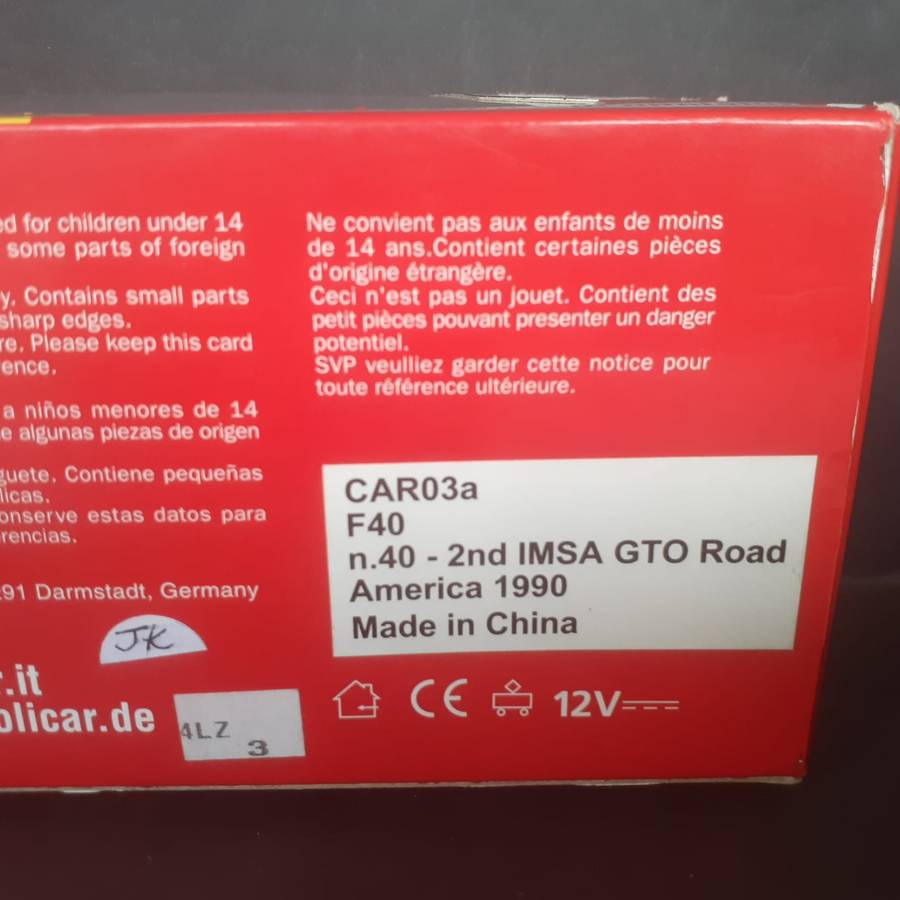 ed for children under 14
some parts of foreign
y. Contains small parts
sharp edges.
re. Please keep this card
ence.
a niños menores de 14
e algunas piezas de origen
guete. Contiene pequeñas
licas.
onserve estas datos para
rencias.
291 Darmstadt, Germany
JK
r.it
olicar.de
4LZ
3
Ne convient pas aux enfants de moins
de 14 ans.Contient certaines pièces
d'origine étrangère.
Ceci n'est pas un jouet. Contient des
petit pièces pouvant presenter un danger
potentiel.
SVP veulliez garder cette notice pour
toute référence ultérieure.
CAR03a
F40
n.40 - 2nd IMSA GTO Road
America 1990
Made in China
CE
12V